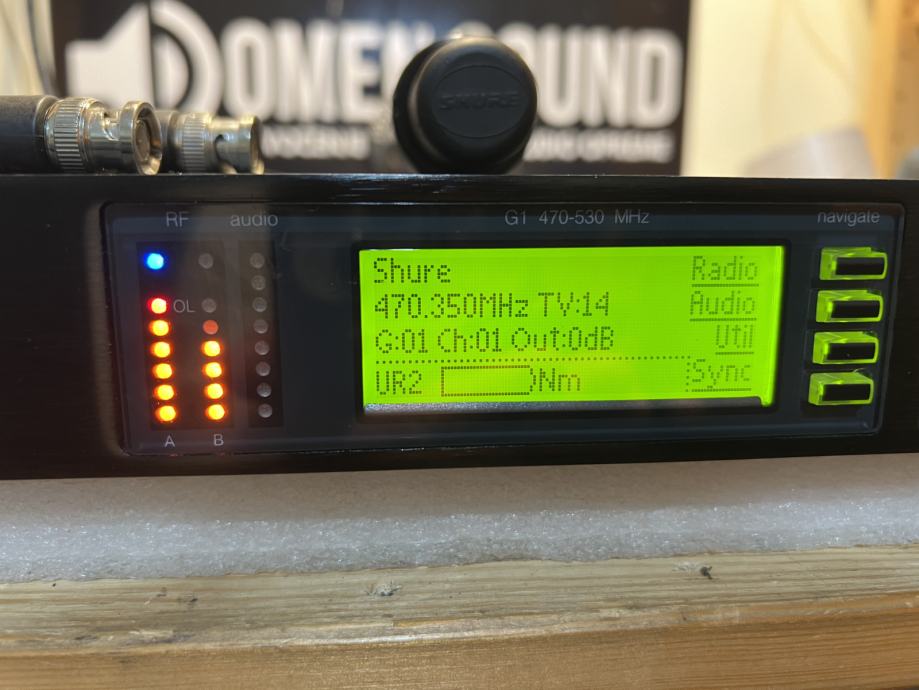 OMEN SOUND
SHURE
RF audio
G1 470-530 MHz
navigate
OL
A B
Shure
470.350MHz TV:14
G:01 Ch:01 Out:0dB
UR2 Nm
Radio
Audio
Util
Sync